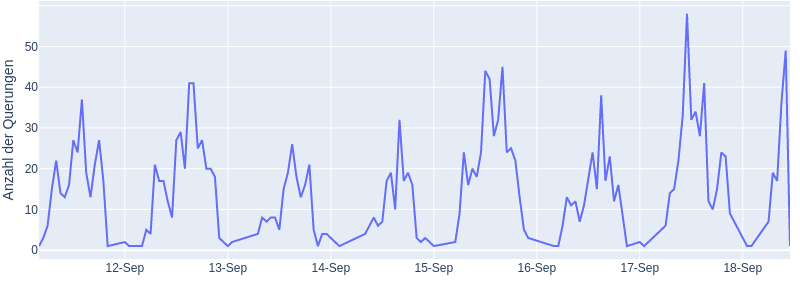 Anzahl der Querungen
50
40
30
20
10
0
12-Sep
13-Sep
14-Sep
15-Sep
16-Sep
17-Sep
18-Sep